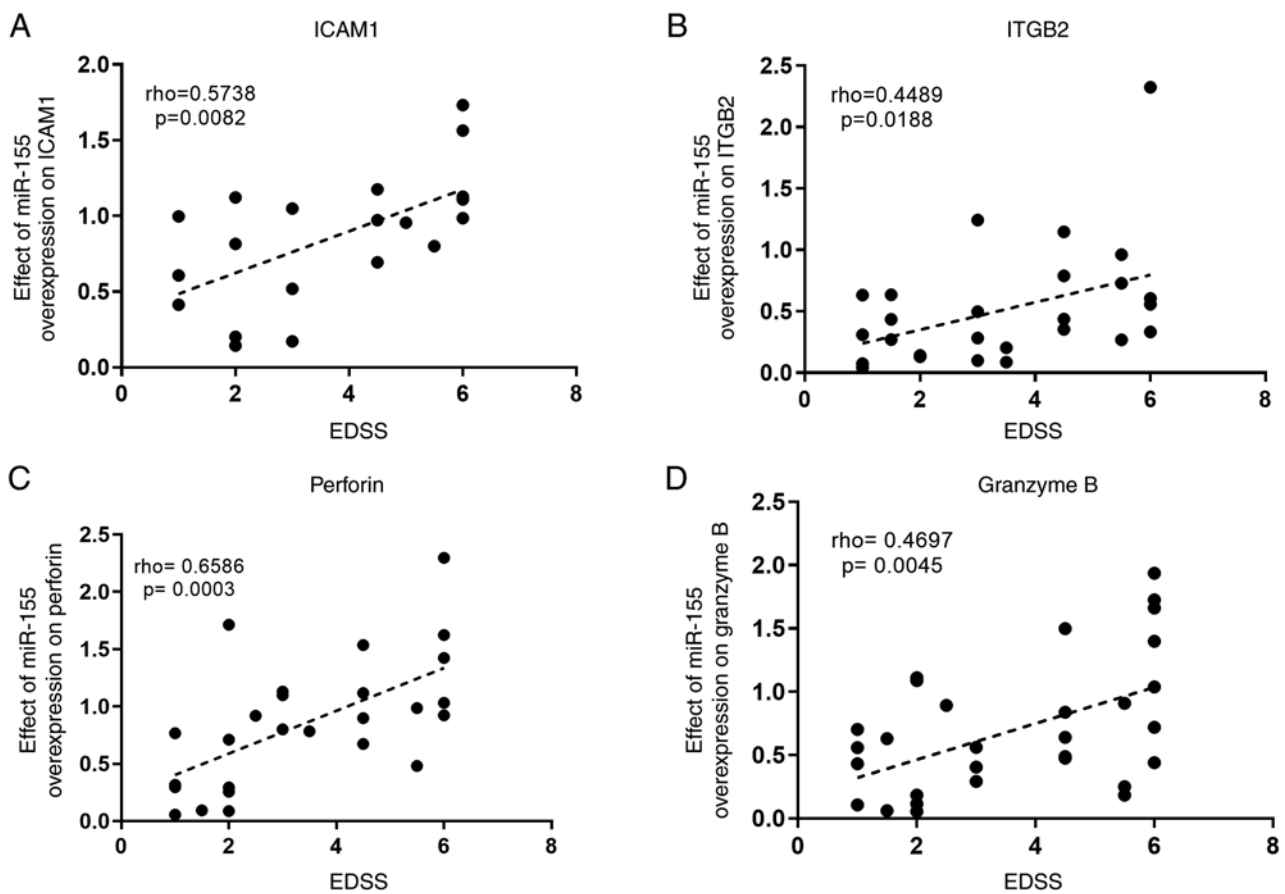 A
ICAM1
Effect of miR-155
overexpression on ICAM1
2.0
1.5
1.0
0.5
0.0
rho=0.5738
p=0.0082
0 2 4 6 8
EDSS
B
ITGB2
Effect of miR-155
overexpression on ITGB2
2.5
2.0
1.5
1.0
0.5
0.0
rho=0.4489
p=0.0188
0 2 4 6 8
EDSS
C
Perforin
Effect of miR-155
overexpression on perforin
2.5
2.0
1.5
1.0
0.5
0.0
rho= 0.6586
p= 0.0003
0 2 4 6 8
EDSS
D
Granzyme B
Effect of miR-155
overexpression on granzyme B
2.5
2.0
1.5
1.0
0.5
0.0
rho= 0.4697
p= 0.0045
0 2 4 6 8
EDSS